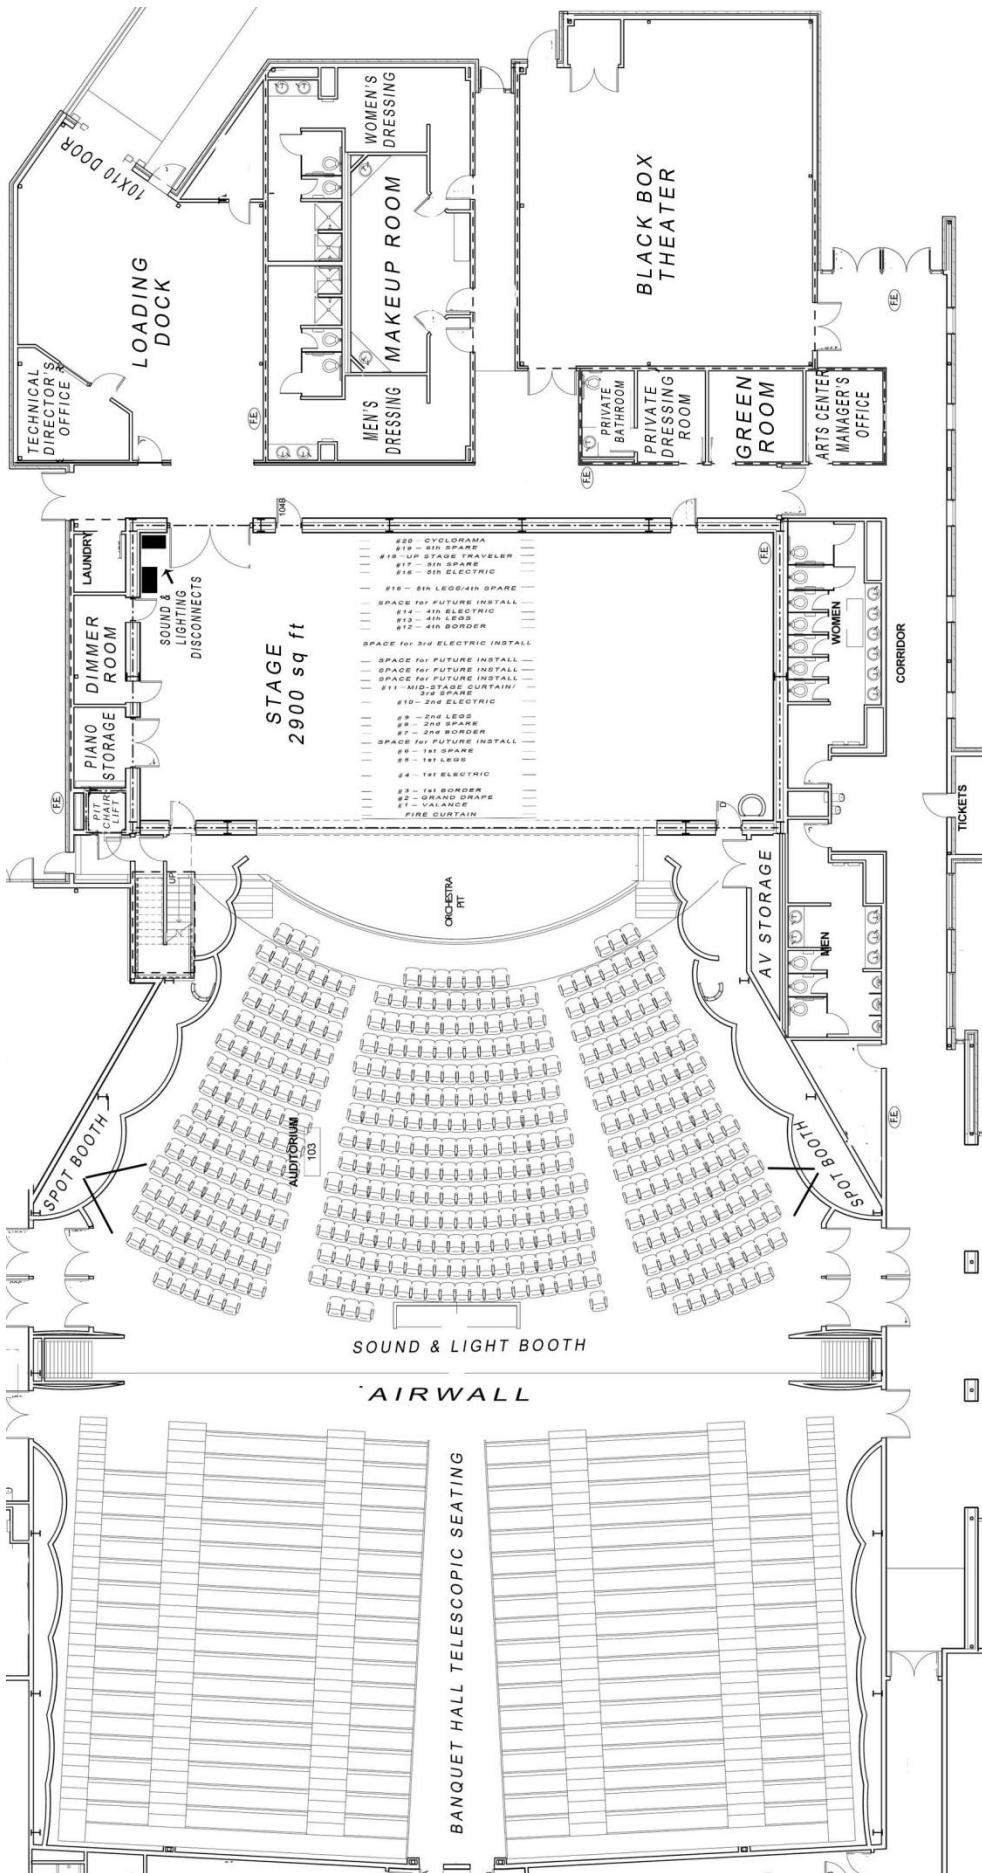 10X10 DOOR
WOMEN'S
DRESSING
MAKEUP ROOM
LOADING
DOCK
BLACK BOX
THEATER
TECHNICAL
DIRECTOR'S
OFFICE
F.E.
MEN'S
DRESSING
PRIVATE
BATHROOM
PRIVATE
DRESSING
ROOM
GREEN
ROOM
ARTS CENTER
MANAGER'S
OFFICE
F.E.
F.E.
104B
LAUNDRY
SOUND &
LIGHTING
DISCONNECTS
DIMMER
ROOM
PIANO
STORAGE
PIT
CHAIR
LIFT
F.E.
STAGE
2900 sq ft
#20 - CYCLORAMA
#19 - 6th SPARE
#18 - UP STAGE TRAVELER
#17 - 5th SPARE
#16 - 5th ELECTRIC
#15 - 5th LEGS/4th SPARE
SPACE for FUTURE INSTALL
#14 - 4th ELECTRIC
#13 - 4th LEGS
#12 - 4th BORDER
SPACE for 3rd ELECTRIC INSTALL
SPACE for FUTURE INSTALL
SPACE for FUTURE INSTALL
SPACE for FUTURE INSTALL
#11 - MID-STAGE CURTAIN/
3rd SPARE
#10 - 2nd ELECTRIC
#9 - 2nd LEGS
#8 - 2nd SPARE
#7 - 2nd BORDER
SPACE for FUTURE INSTALL
#6 - 1st SPARE
#5 - 1st LEGS
#4 - 1st ELECTRIC
#3 - 1st BORDER
#2 - GRAND DRAPE
#1 - VALANCE
FIRE CURTAIN
F.E.
WOMEN
CORRIDOR
TICKETS
D
UP
ORCHESTRA
PIT
AV STORAGE
MEN
F.E.
SPOT BOOTH
AUDITORIUM
103
SPOT BOOTH
SOUND & LIGHT BOOTH
AIRWALL
BANQUET HALL TELESCOPIC SEATING